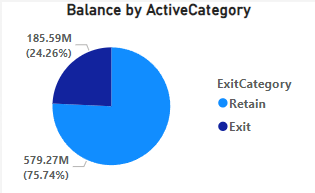 Balance by ActiveCategory
185.59M
(24.26%)
ExitCategory
Retain
Exit
579.27M
(75.74%)